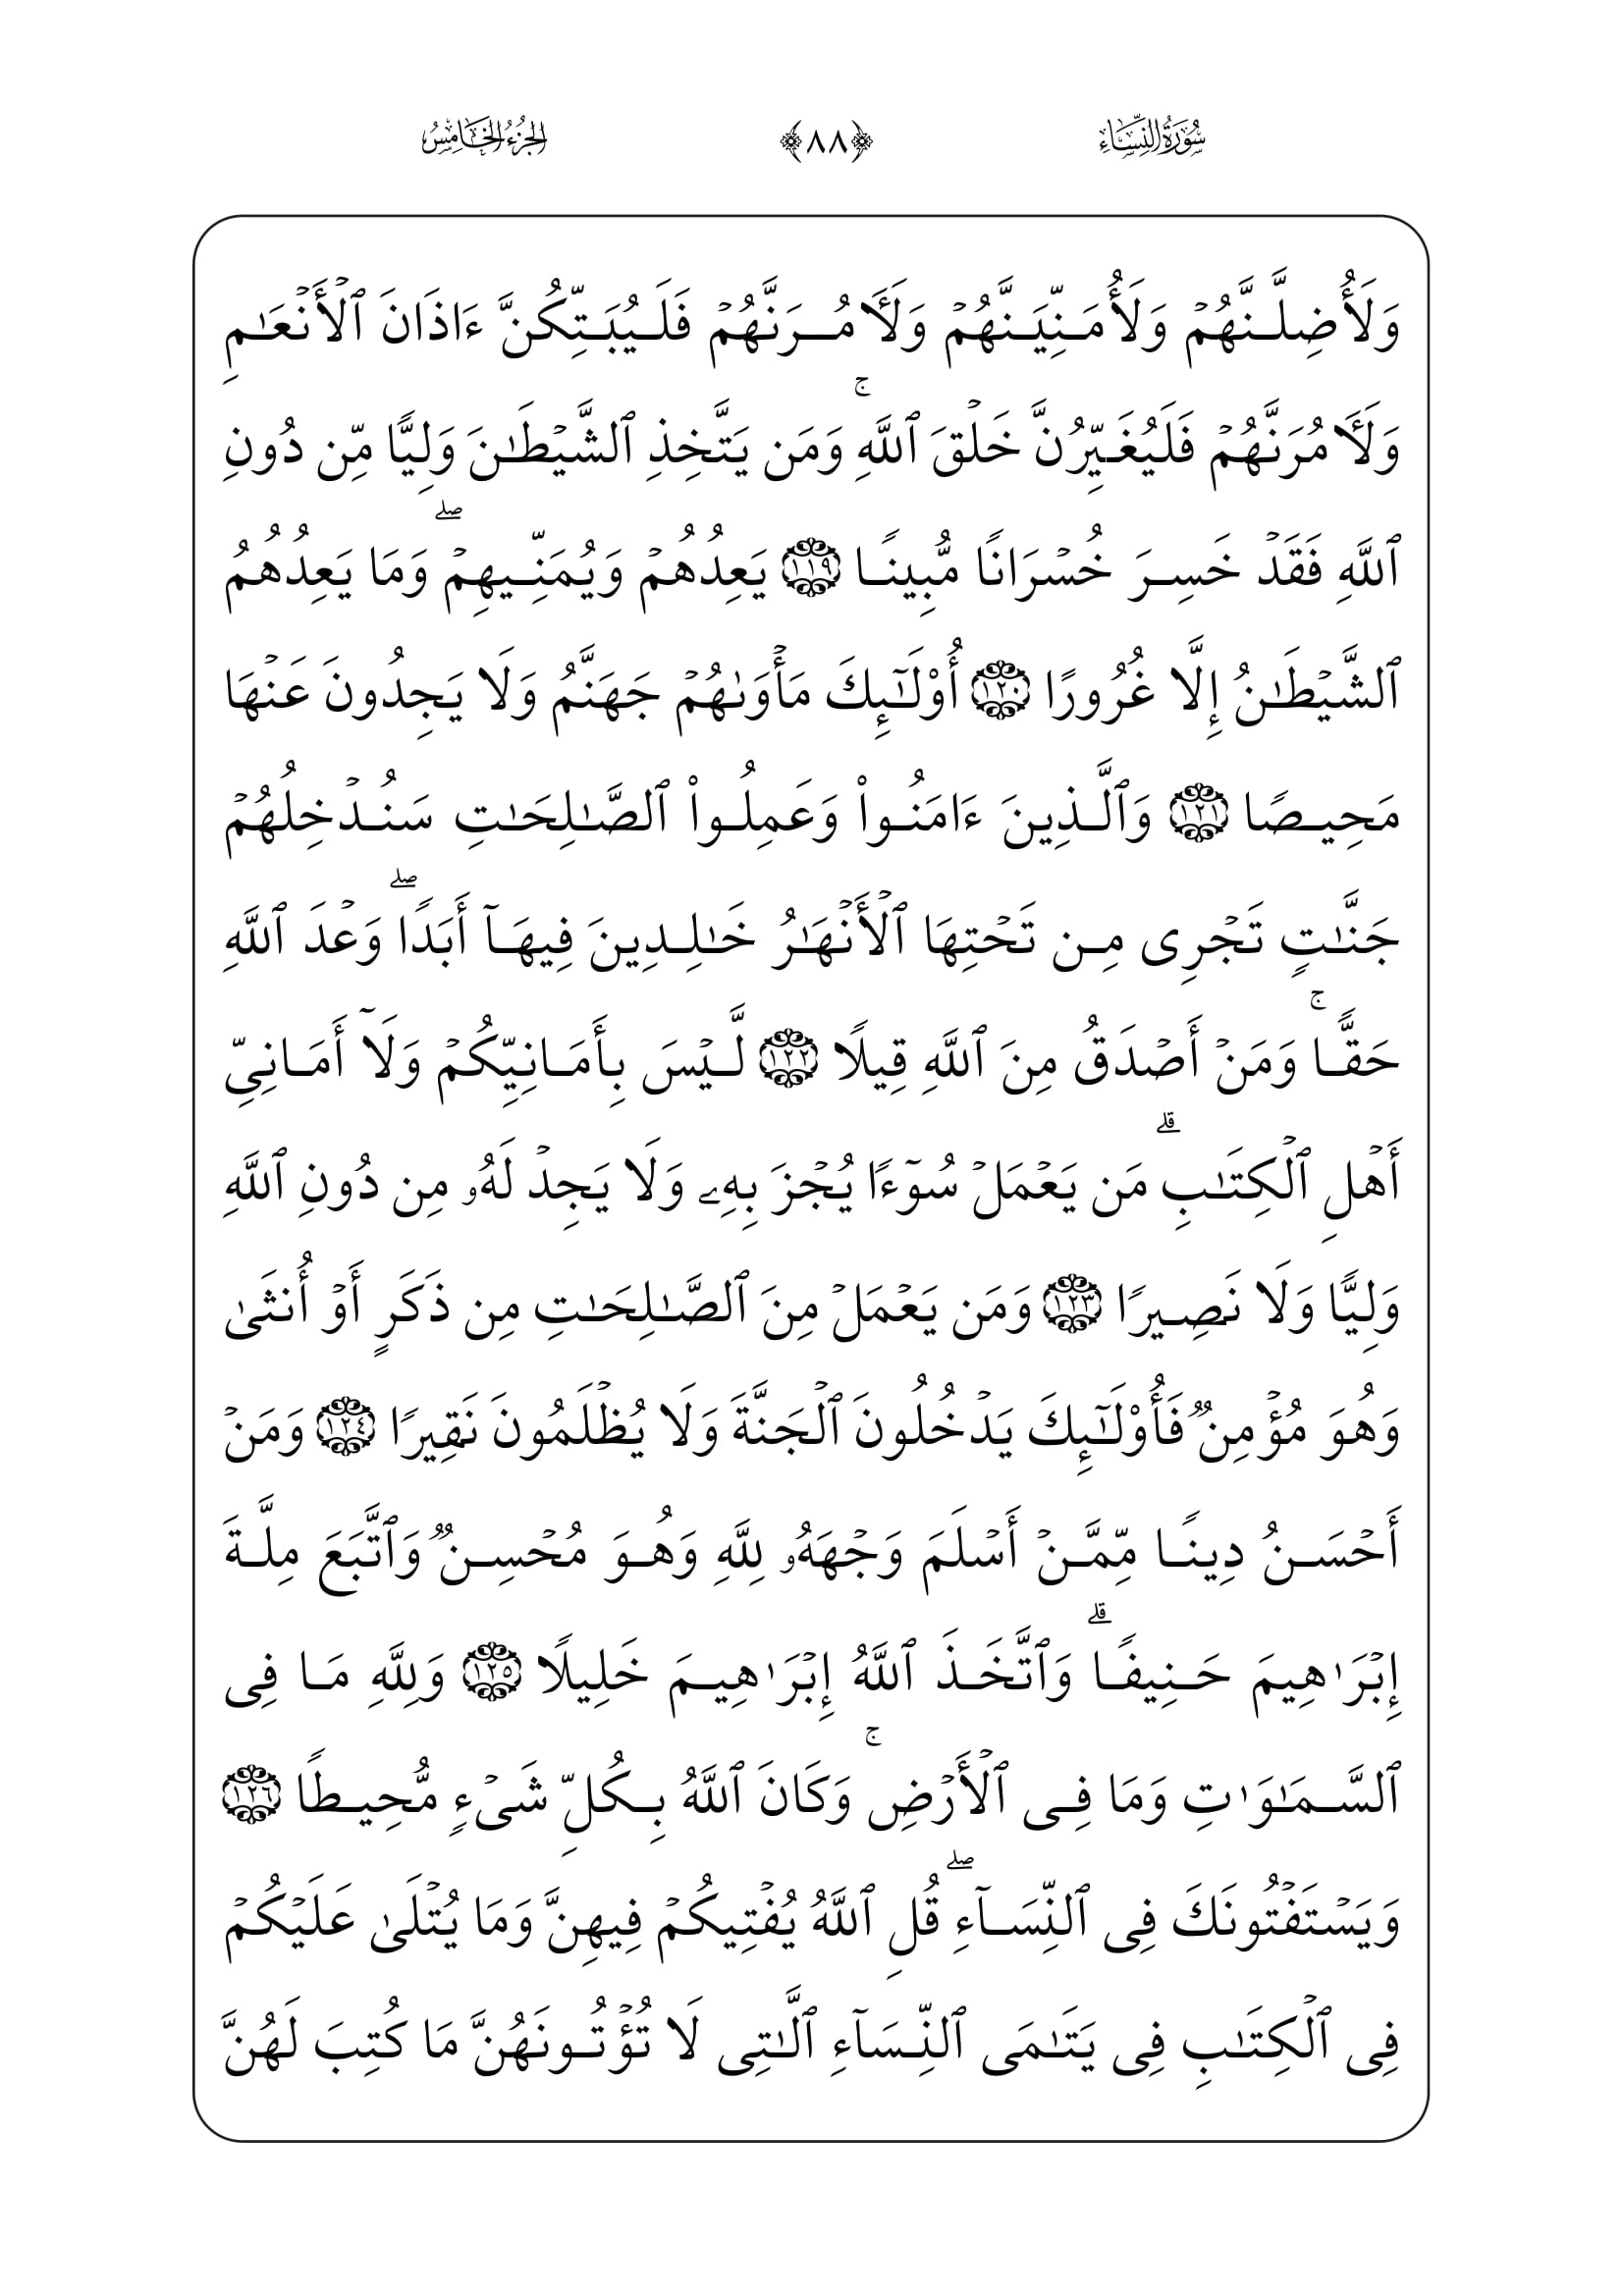 سُورَةُ النِّسَاءِ
﴿٨٨﴾
الجُزْءُ الخَامِسُ
وَلَأُضِلَّنَّهُمۡ وَلَأُمَنِّيَنَّهُمۡ وَلَأٓمُرَنَّهُمۡ فَلَيُبَتِّكُنَّ ءَاذَانَ ٱلۡأَنۡعَٰمِ
وَلَأٓمُرَنَّهُمۡ فَلَيُغَيِّرُنَّ خَلۡقَ ٱللَّهِۚ وَمَن يَتَّخِذِ ٱلشَّيۡطَٰنَ وَلِيًّا مِّن دُونِ
ٱللَّهِ فَقَدۡ خَسِرَ خُسۡرَانًا مُّبِينًا ١١٩ يَعِدُهُمۡ وَيُمَنِّيهِمۡۖ وَمَا يَعِدُهُمُ
ٱلشَّيۡطَٰنُ إِلَّا غُرُورًا ١٢٠ أُوْلَٰٓئِكَ مَأۡوَىٰهُمۡ جَهَنَّمُ وَلَا يَجِدُونَ عَنۡهَا
مَحِيصًا ١٢١ وَٱلَّذِينَ ءَامَنُواْ وَعَمِلُواْ ٱلصَّٰلِحَٰتِ سَنُدۡخِلُهُمۡ
جَنَّٰتٍ تَجۡرِى مِن تَحۡتِهَا ٱلۡأَنۡهَٰرُ خَٰلِدِينَ فِيهَآ أَبَدًاۖ وَعۡدَ ٱللَّهِ
حَقًّاۚ وَمَنۡ أَصۡدَقُ مِنَ ٱللَّهِ قِيلًا ١٢٢ لَّيۡسَ بِأَمَانِيِّكُمۡ وَلَآ أَمَانِىِّ
أَهۡلِ ٱلۡكِتَٰبِۗ مَن يَعۡمَلۡ سُوٓءًا يُجۡزَ بِهِۦ وَلَا يَجِدۡ لَهُۥ مِن دُونِ ٱللَّهِ
وَلِيًّا وَلَا نَصِيرًا ١٢٣ وَمَن يَعۡمَلۡ مِنَ ٱلصَّٰلِحَٰتِ مِن ذَكَرٍ أَوۡ أُنثَىٰ
وَهُوَ مُؤۡمِنٌ فَأُوْلَٰٓئِكَ يَدۡخُلُونَ ٱلۡجَنَّةَ وَلَا يُظۡلَمُونَ نَقِيرًا ١٢٤ وَمَنۡ
أَحۡسَنُ دِينًا مِّمَّنۡ أَسۡلَمَ وَجۡهَهُۥ لِلَّهِ وَهُوَ مُحۡسِنٌ وَٱتَّبَعَ مِلَّةَ
إِبۡرَٰهِيمَ حَنِيفًاۗ وَٱتَّخَذَ ٱللَّهُ إِبۡرَٰهِيمَ خَلِيلًا ١٢٥ وَلِلَّهِ مَا فِى
ٱلسَّمَٰوَٰتِ وَمَا فِى ٱلۡأَرۡضِۚ وَكَانَ ٱللَّهُ بِكُلِّ شَىۡءٍ مُّحِيطًا ١٢٦
وَيَسۡتَفۡتُونَكَ فِى ٱلنِّسَآءِۖ قُلِ ٱللَّهُ يُفۡتِيكُمۡ فِيهِنَّ وَمَا يُتۡلَىٰ عَلَيۡكُمۡ
فِى ٱلۡكِتَٰبِ فِى يَتَٰمَى ٱلنِّسَآءِ ٱلَّٰتِى لَا تُؤۡتُونَهُنَّ مَا كُتِبَ لَهُنَّ